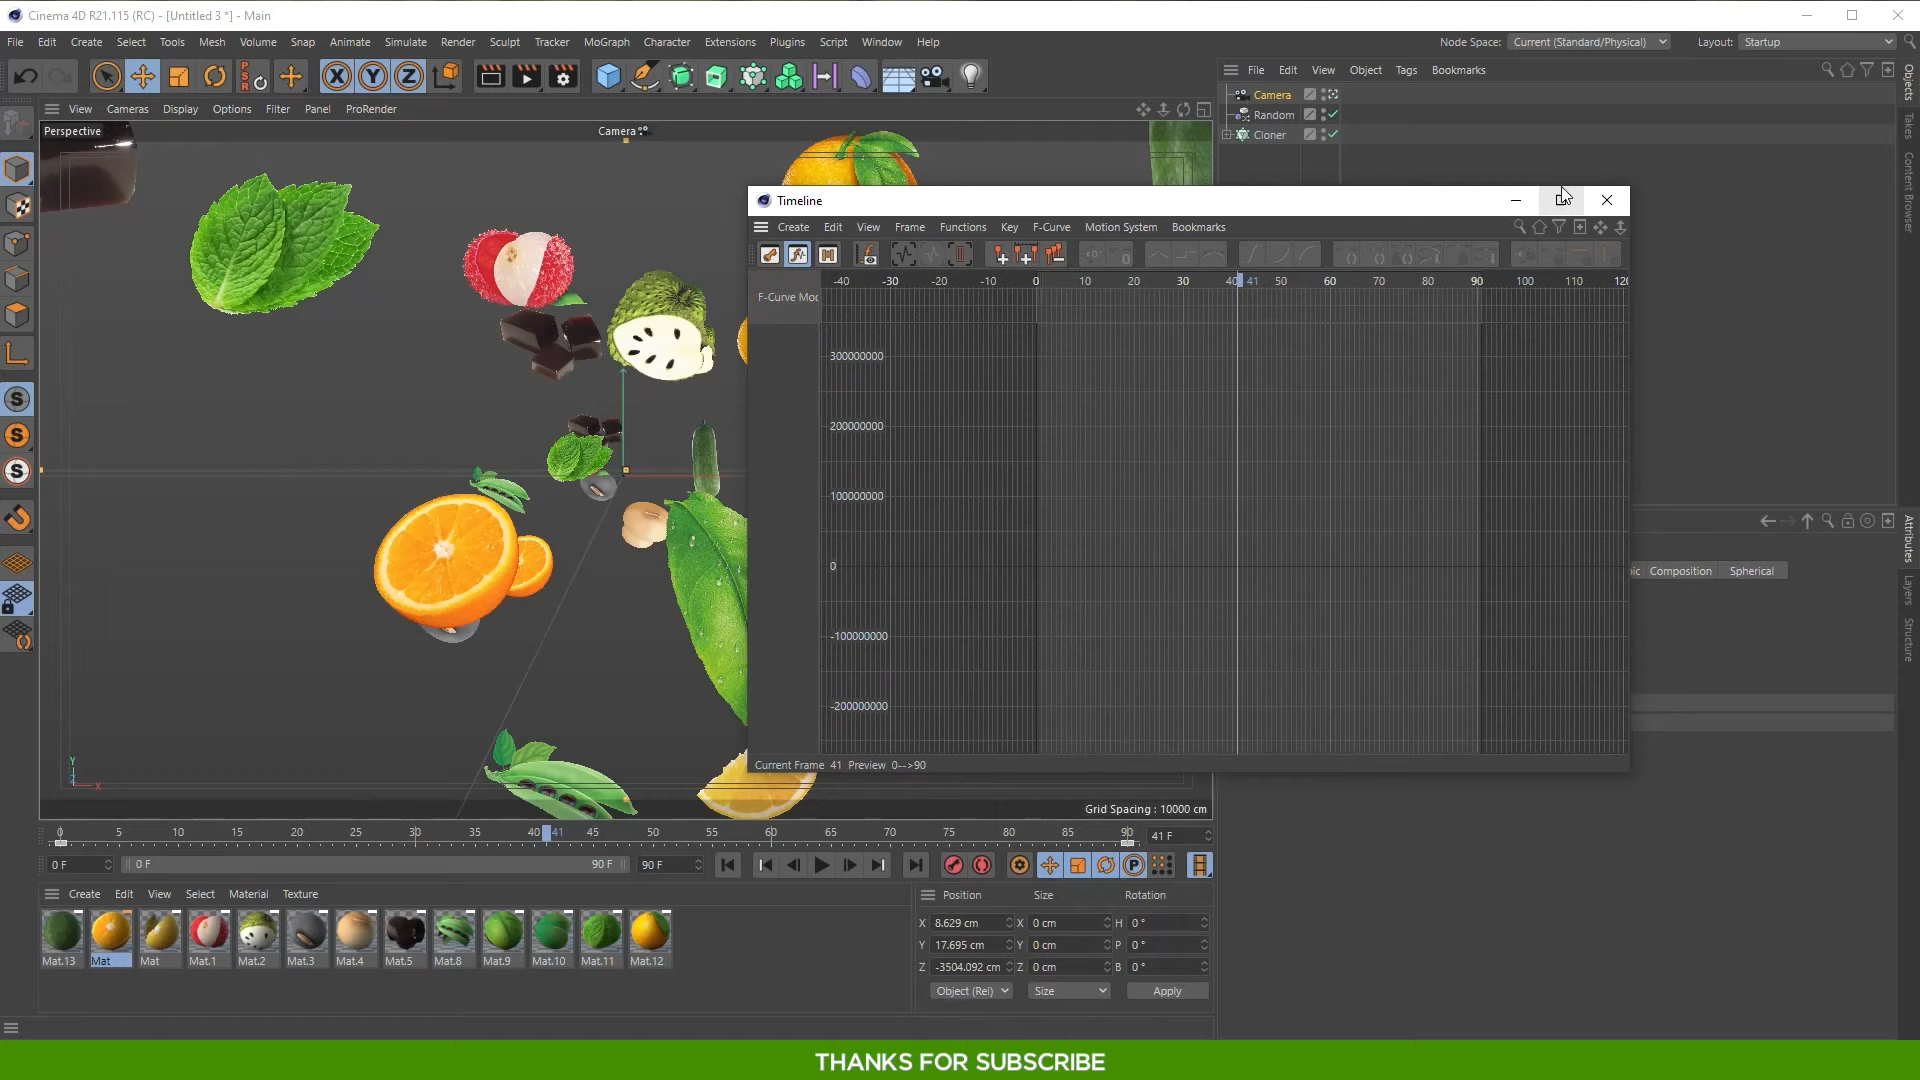 Cinema 4D R21.115 (RC) - [Untitled 3 *] - Main
File Edit Create Select Tools Mesh Volume Snap Animate Simulate Render Sculpt Tracker MoGraph Character Extensions Plugins Script Window Help
Node Space: Current (Standard/Physical) Layout: Startup
File Edit View Object Tags Bookmarks
View Cameras Display Options Filter Panel ProRender
Perspective
Camera
Camera
Random
Cloner
Objects
Takes
Content Browser
Timeline
Create Edit View Frame Functions Key F-Curve Motion System Bookmarks
-40 -30 -20 -10 0 10 20 30 40 41 50 60 70 80 90 100 110 120
F-Curve Moc
300000000
200000000
100000000
0
-100000000
-200000000
Current Frame 41 Preview 0-->90
Composition Spherical
Attributes
Layers
Structure
Y
X
Grid Spacing : 10000 cm
0 5 10 15 20 25 30 35 40 41 45 50 55 60 65 70 75 80 85 90 41 F
0 F 0 F 90 F 90 F
Create Edit View Select Material Texture
Mat.13 Mat Mat Mat.1 Mat.2 Mat.3 Mat.4 Mat.5 Mat.8 Mat.9 Mat.10 Mat.11 Mat.12
Position Size Rotation
X 8.629 cm X 0 cm H 0 °
Y 17.695 cm Y 0 cm P 0 °
Z -3504.092 cm Z 0 cm B 0 °
Object (Rel) Size Apply
THANKS FOR SUBSCRIBE